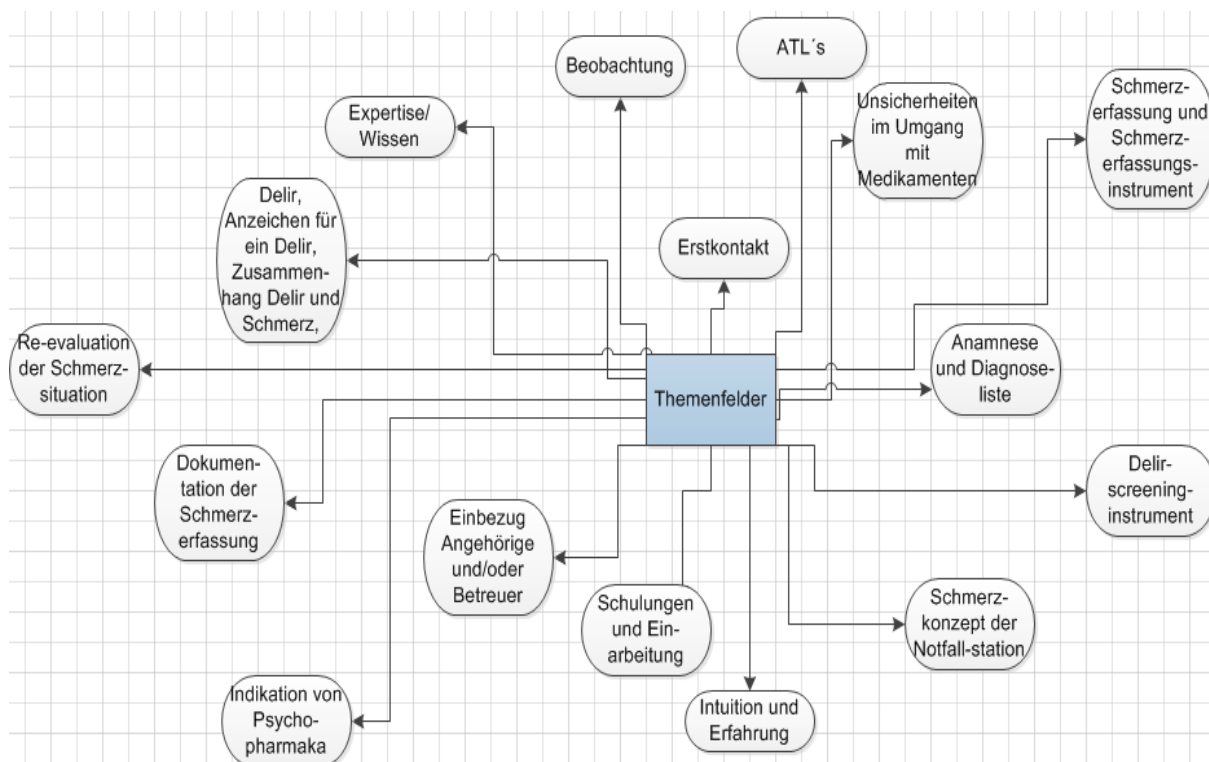 ATL´s
Beobachtung
Expertise/
Wissen
Unsicherheiten
im Umgang
mit
Medikamenten
Schmerz-
erfassung und
Schmerz-
erfassungs-
instrument
Delir,
Anzeichen für
ein Delir,
Zusammen-
hang Delir und
Schmerz,
Erstkontakt
Re-evaluation
der Schmerz-
situation
Anamnese
und Diagnose-
liste
Themenfelder
Dokumen-
tation der
Schmerz-
erfassung
Delir-
screening-
instrument
Einbezug
Angehörige
und/oder
Betreuer
Schulungen
und Ein-
arbeitung
Schmerz-
konzept der
Notfall-station
Indikation von
Psycho-
pharmaka
Intuition und
Erfahrung